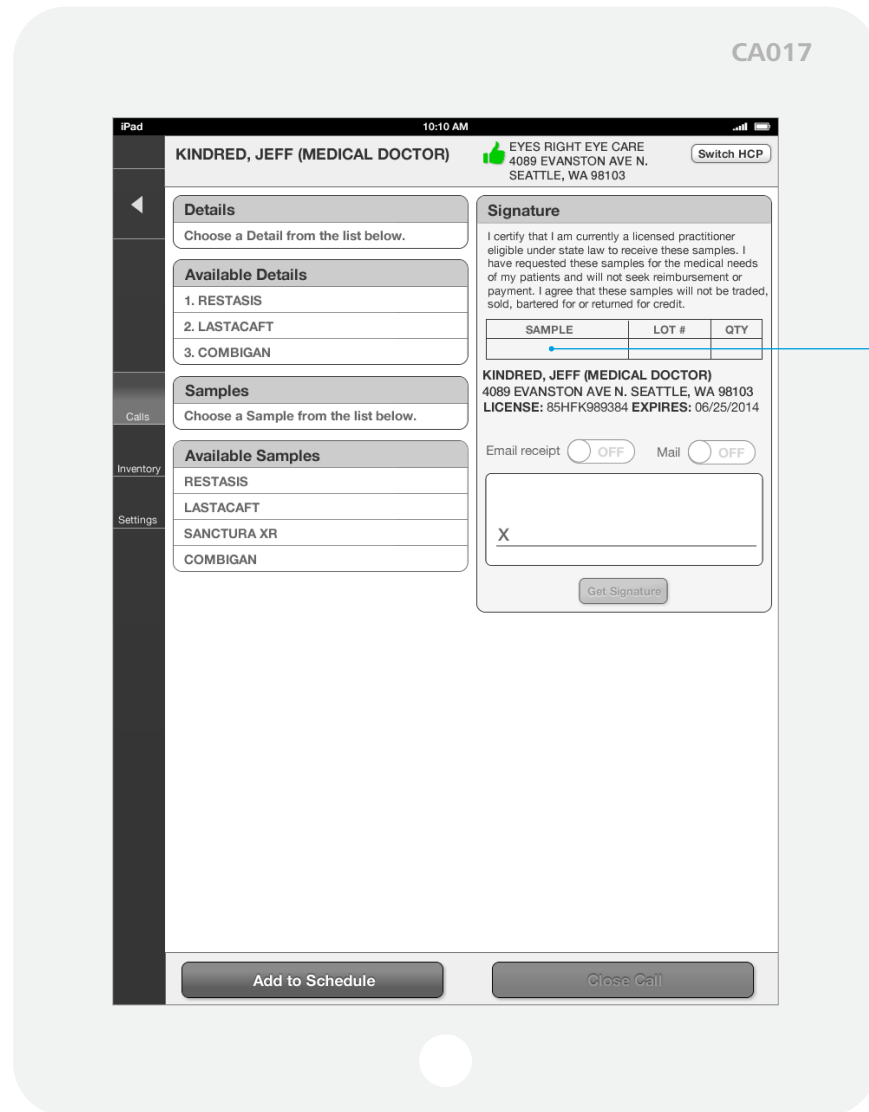 CA017
iPad
10:10 AM
KINDRED, JEFF (MEDICAL DOCTOR)
EYES RIGHT EYE CARE
4089 EVANSTON AVE N.
SEATTLE, WA 98103
Switch HCP
Calls
Inventory
Settings
Details
Choose a Detail from the list below.
Available Details
1. RESTASIS
2. LASTACAFT
3. COMBIGAN
Samples
Choose a Sample from the list below.
Available Samples
RESTASIS
LASTACAFT
SANCTURA XR
COMBIGAN
Signature
I certify that I am currently a licensed practitioner
eligible under state law to receive these samples. I
have requested these samples for the medical needs
of my patients and will not seek reimbursement or
payment. I agree that these samples will not be traded,
sold, bartered for or returned for credit.
SAMPLE LOT # QTY
KINDRED, JEFF (MEDICAL DOCTOR)
4089 EVANSTON AVE N. SEATTLE, WA 98103
LICENSE: 85HFK989384 EXPIRES: 06/25/2014
Email receipt OFF Mail OFF
X
Get Signature
Add to Schedule
Close Call